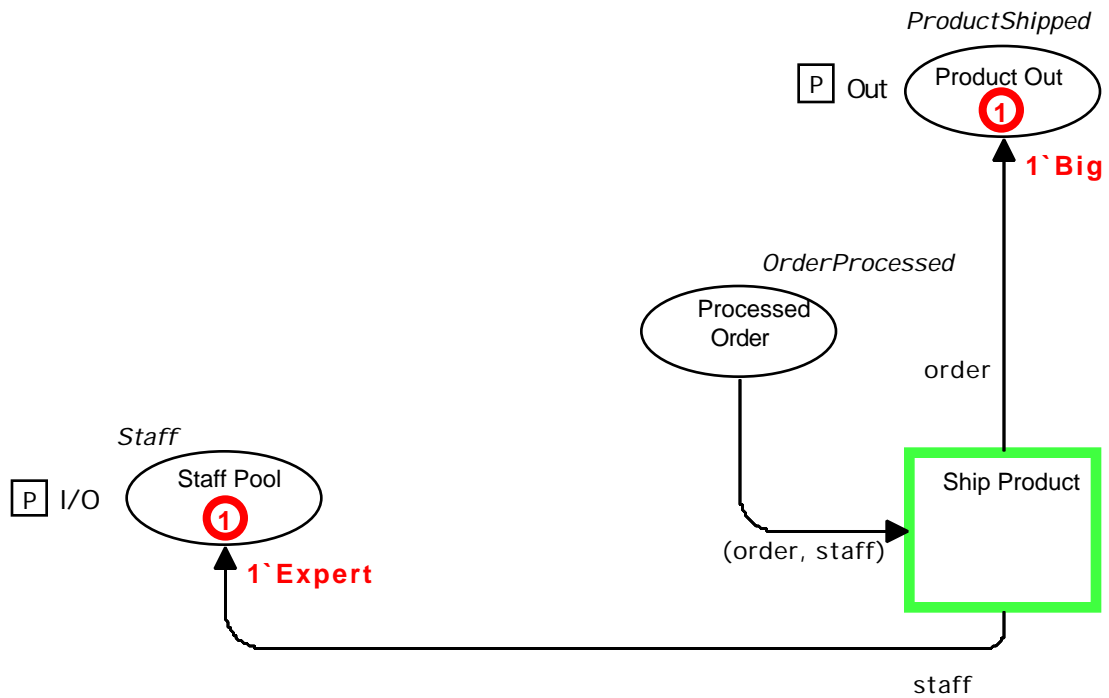 ProductShipped
P Out
Product Out
1
1`Big
OrderProcessed
Processed
Order
order
Staff
P I/O
Staff Pool
1
1`Expert
Ship Product
(order, staff)
staff